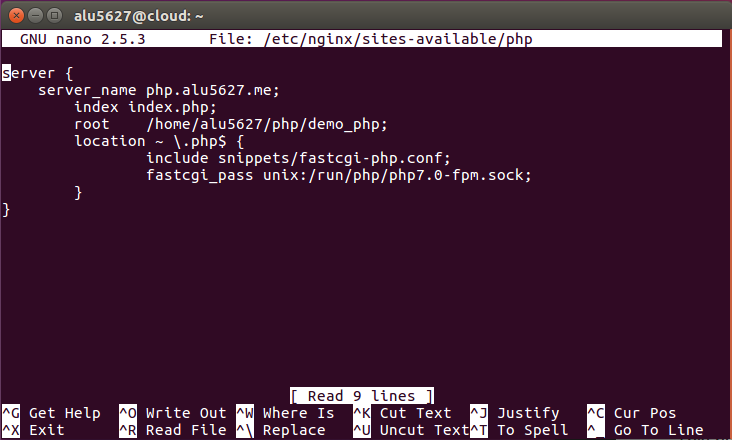 alu5627@cloud: ~
GNU nano 2.5.3 File: /etc/nginx/sites-available/php
server {
server_name php.alu5627.me;
index index.php;
root /home/alu5627/php/demo_php;
location ~ \.php$ {
include snippets/fastcgi-php.conf;
fastcgi_pass unix:/run/php/php7.0-fpm.sock;
}
}
[ Read 9 lines ]
^G Get Help ^O Write Out ^W Where Is ^K Cut Text ^J Justify ^C Cur Pos
^X Exit ^R Read File ^\ Replace ^U Uncut Text ^T To Spell ^_ Go To Line